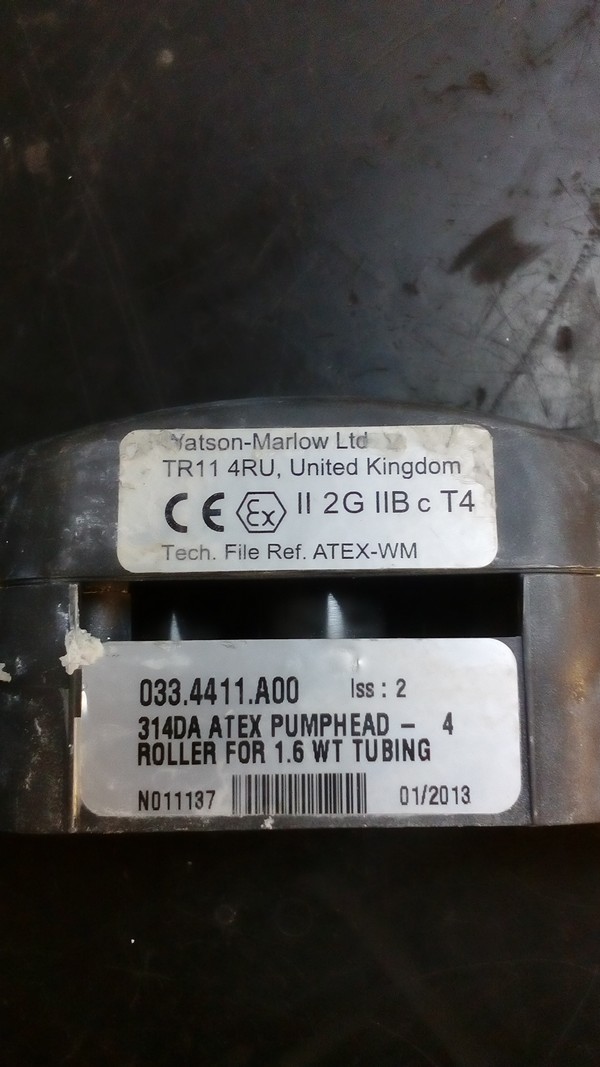 Watson-Marlow Ltd
TR11 4RU, United Kingdom
CE Ex II 2G IIB c T4
Tech. File Ref. ATEX-WM
033.4411.A00 Iss : 2
314DA ATEX PUMPHEAD – 4
ROLLER FOR 1.6 WT TUBING
N011137 01/2013